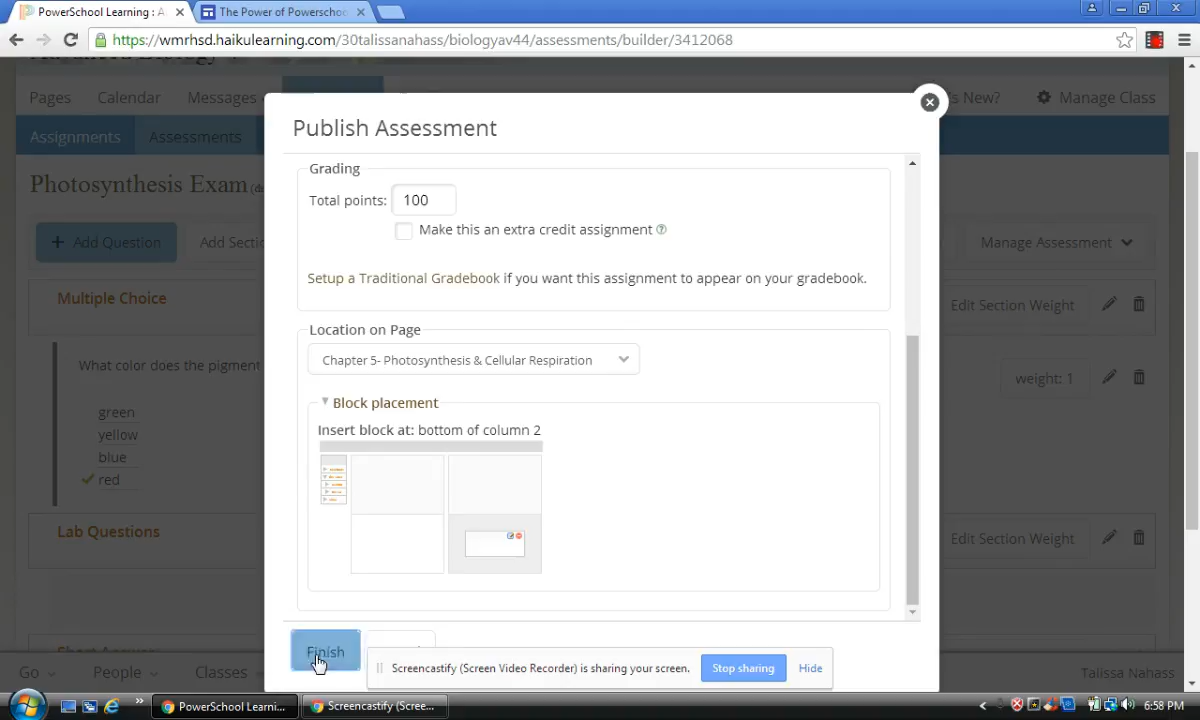 PowerSchool Learning : A
The Power of Powerschoo
https://wmrhsd.haikulearning.com/30talissanahass/biologyav44/assessments/builder/3412068
Pages
Calendar
Messages
s New?
Manage Class
Assignments
Assessments
Publish Assessment
Photosynthesis Exam
Grading
Total points: 100
Make this an extra credit assignment
+ Add Question
Add Secti
Manage Assessment
Setup a Traditional Gradebook if you want this assignment to appear on your gradebook.
Multiple Choice
Edit Section Weight
Location on Page
Chapter 5- Photosynthesis & Cellular Respiration
What color does the pigment
weight: 1
Block placement
green
Insert block at: bottom of column 2
yellow
blue
red
Lab Questions
Edit Section Weight
Finish
Screencastify (Screen Video Recorder) is sharing your screen.
Stop sharing
Hide
Go
People
Classes
Talissa Nahass
PowerSchool Learni...
Screencastify (Scree...
6:58 PM